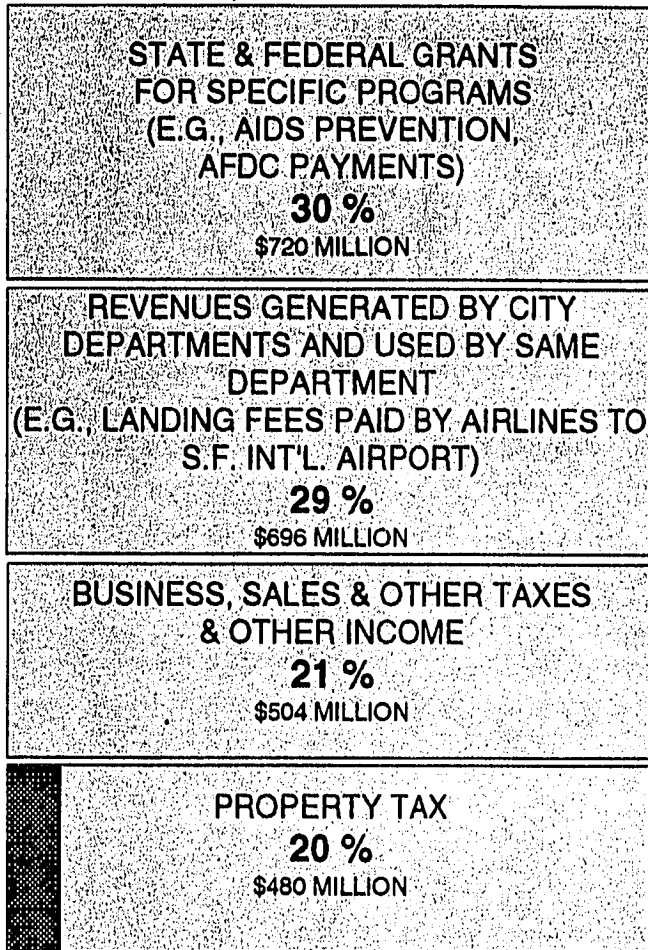 STATE & FEDERAL GRANTS
FOR SPECIFIC PROGRAMS
(E.G., AIDS PREVENTION,
AFDC PAYMENTS)
30 %
$720 MILLION
REVENUES GENERATED BY CITY
DEPARTMENTS AND USED BY SAME
DEPARTMENT
(E.G., LANDING FEES PAID BY AIRLINES TO
S.F. INT'L. AIRPORT)
29 %
$696 MILLION
BUSINESS, SALES & OTHER TAXES
& OTHER INCOME
21 %
$504 MILLION
PROPERTY TAX
20 %
$480 MILLION